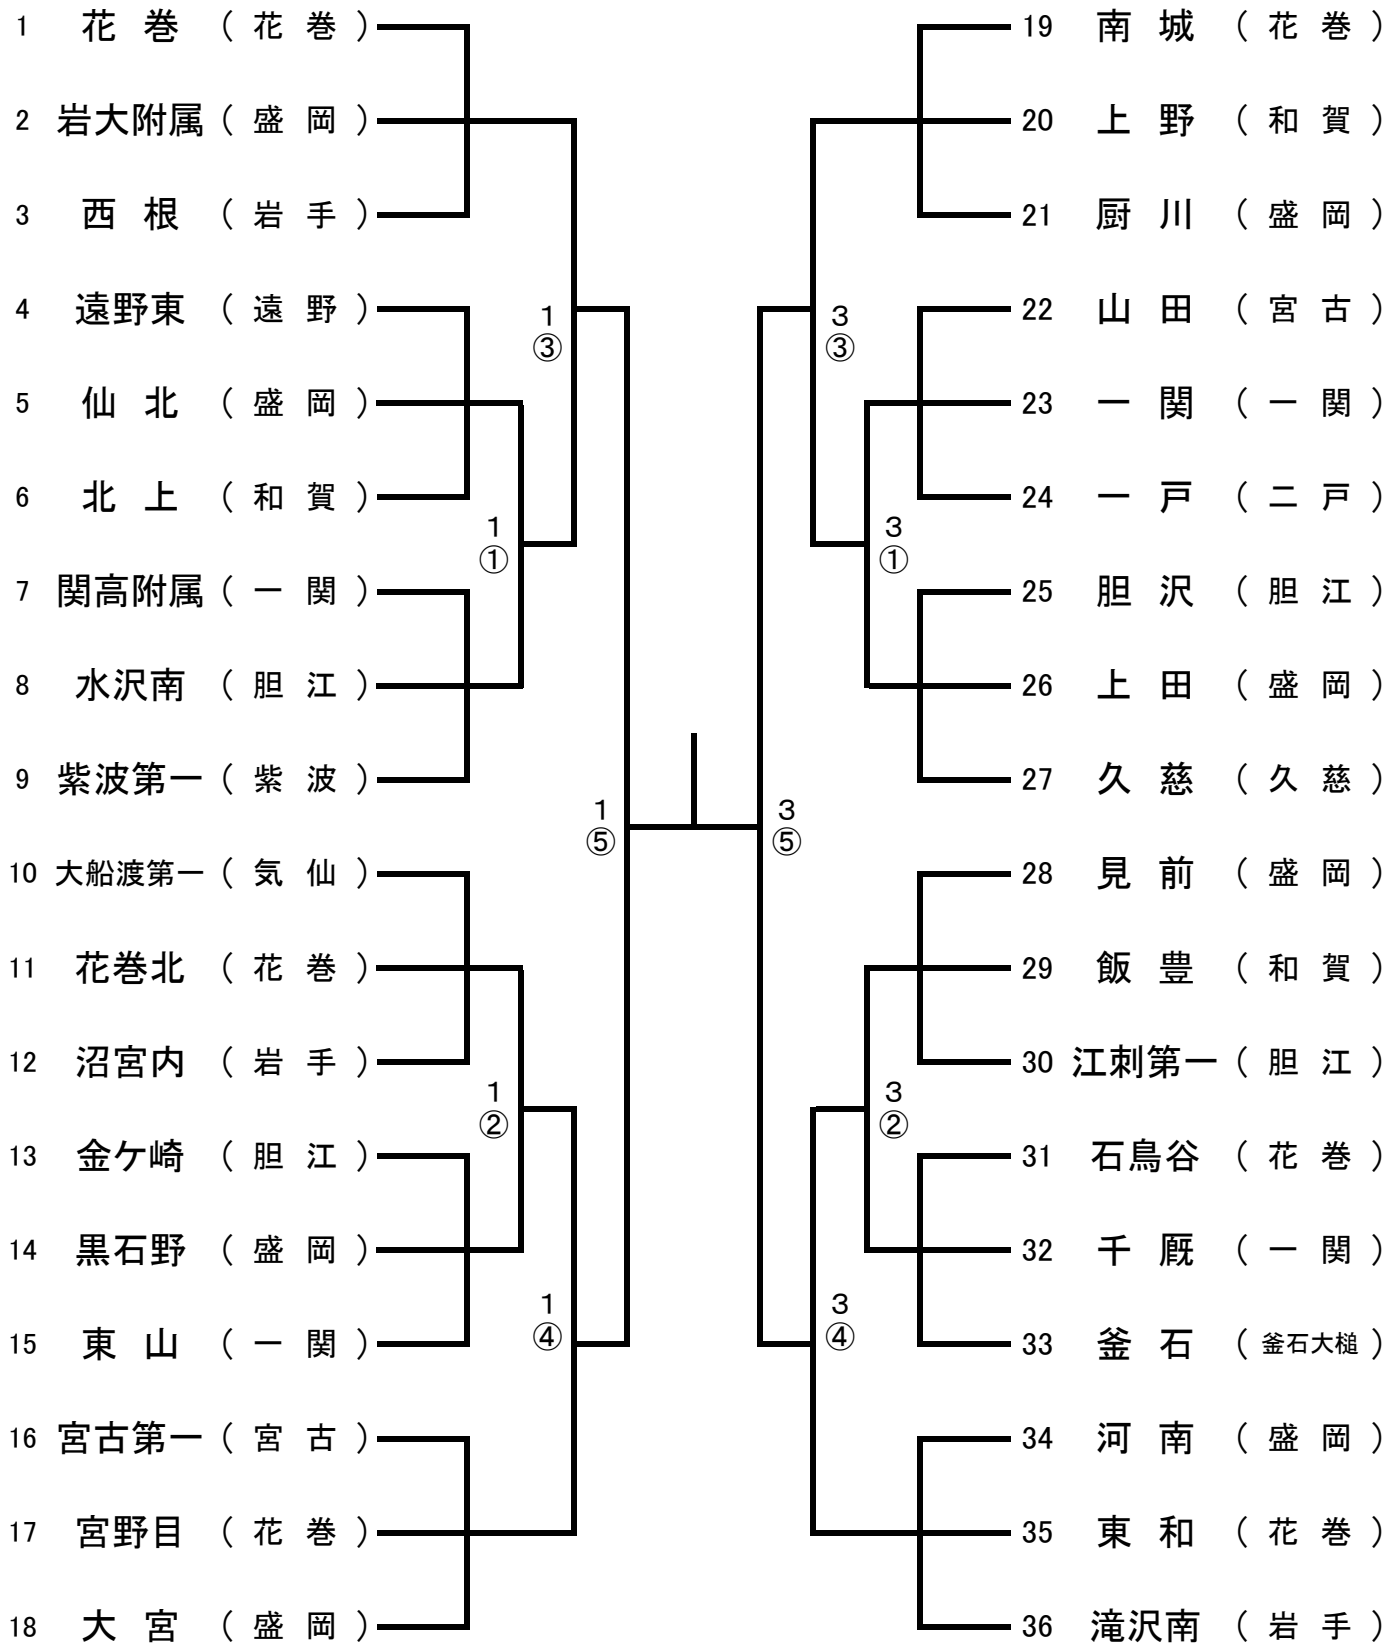 1 花巻 (花巻)
2 岩大附属 (盛岡)
3 西根 (岩手)
4 遠野東 (遠野)
5 仙北 (盛岡)
6 北上 (和賀)
7 関高附属 (一関)
8 水沢南 (胆江)
9 紫波第一 (紫波)
10 大船渡第一 (気仙)
11 花巻北 (花巻)
12 沼宮内 (岩手)
13 金ケ崎 (胆江)
14 黒石野 (盛岡)
15 東山 (一関)
16 宮古第一 (宮古)
17 宮野目 (花巻)
18 大宮 (盛岡)
1
③
1
①
1
⑤
1
②
1
④
3
③
3
①
3
⑤
3
②
3
④
19 南城 (花巻)
20 上野 (和賀)
21 厨川 (盛岡)
22 山田 (宮古)
23 一関 (一関)
24 一戸 (二戸)
25 胆沢 (胆江)
26 上田 (盛岡)
27 久慈 (久慈)
28 見前 (盛岡)
29 飯豊 (和賀)
30 江刺第一 (胆江)
31 石鳥谷 (花巻)
32 千厩 (一関)
33 釜石 (釜石大槌)
34 河南 (盛岡)
35 東和 (花巻)
36 滝沢南 (岩手)